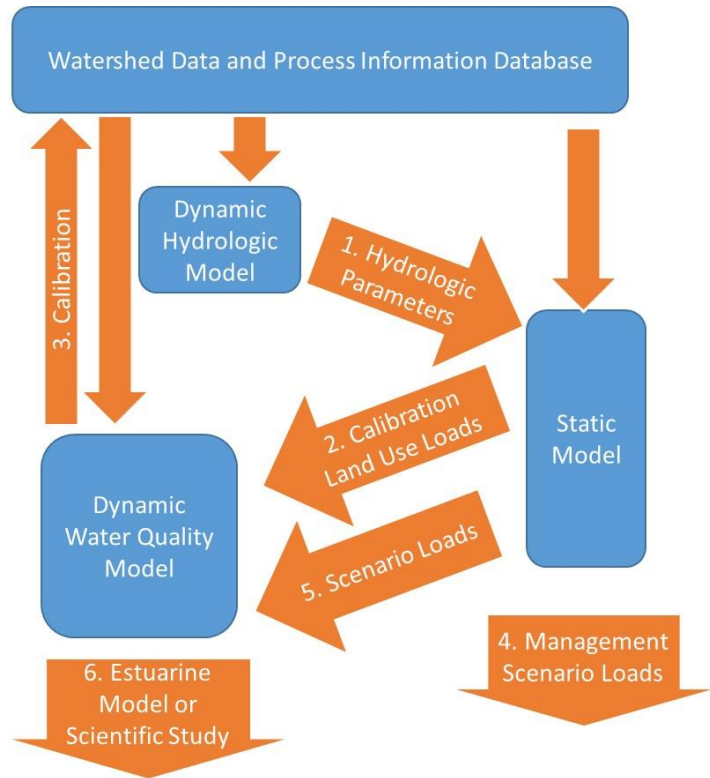 Watershed Data and Process Information Database
Dynamic
Hydrologic
Model
1. Hydrologic
Parameters
3. Calibration
2. Calibration
Land Use Loads
Static
Model
Dynamic
Water Quality
Model
5. Scenario Loads
4. Management
Scenario Loads
6. Estuarine
Model or
Scientific Study